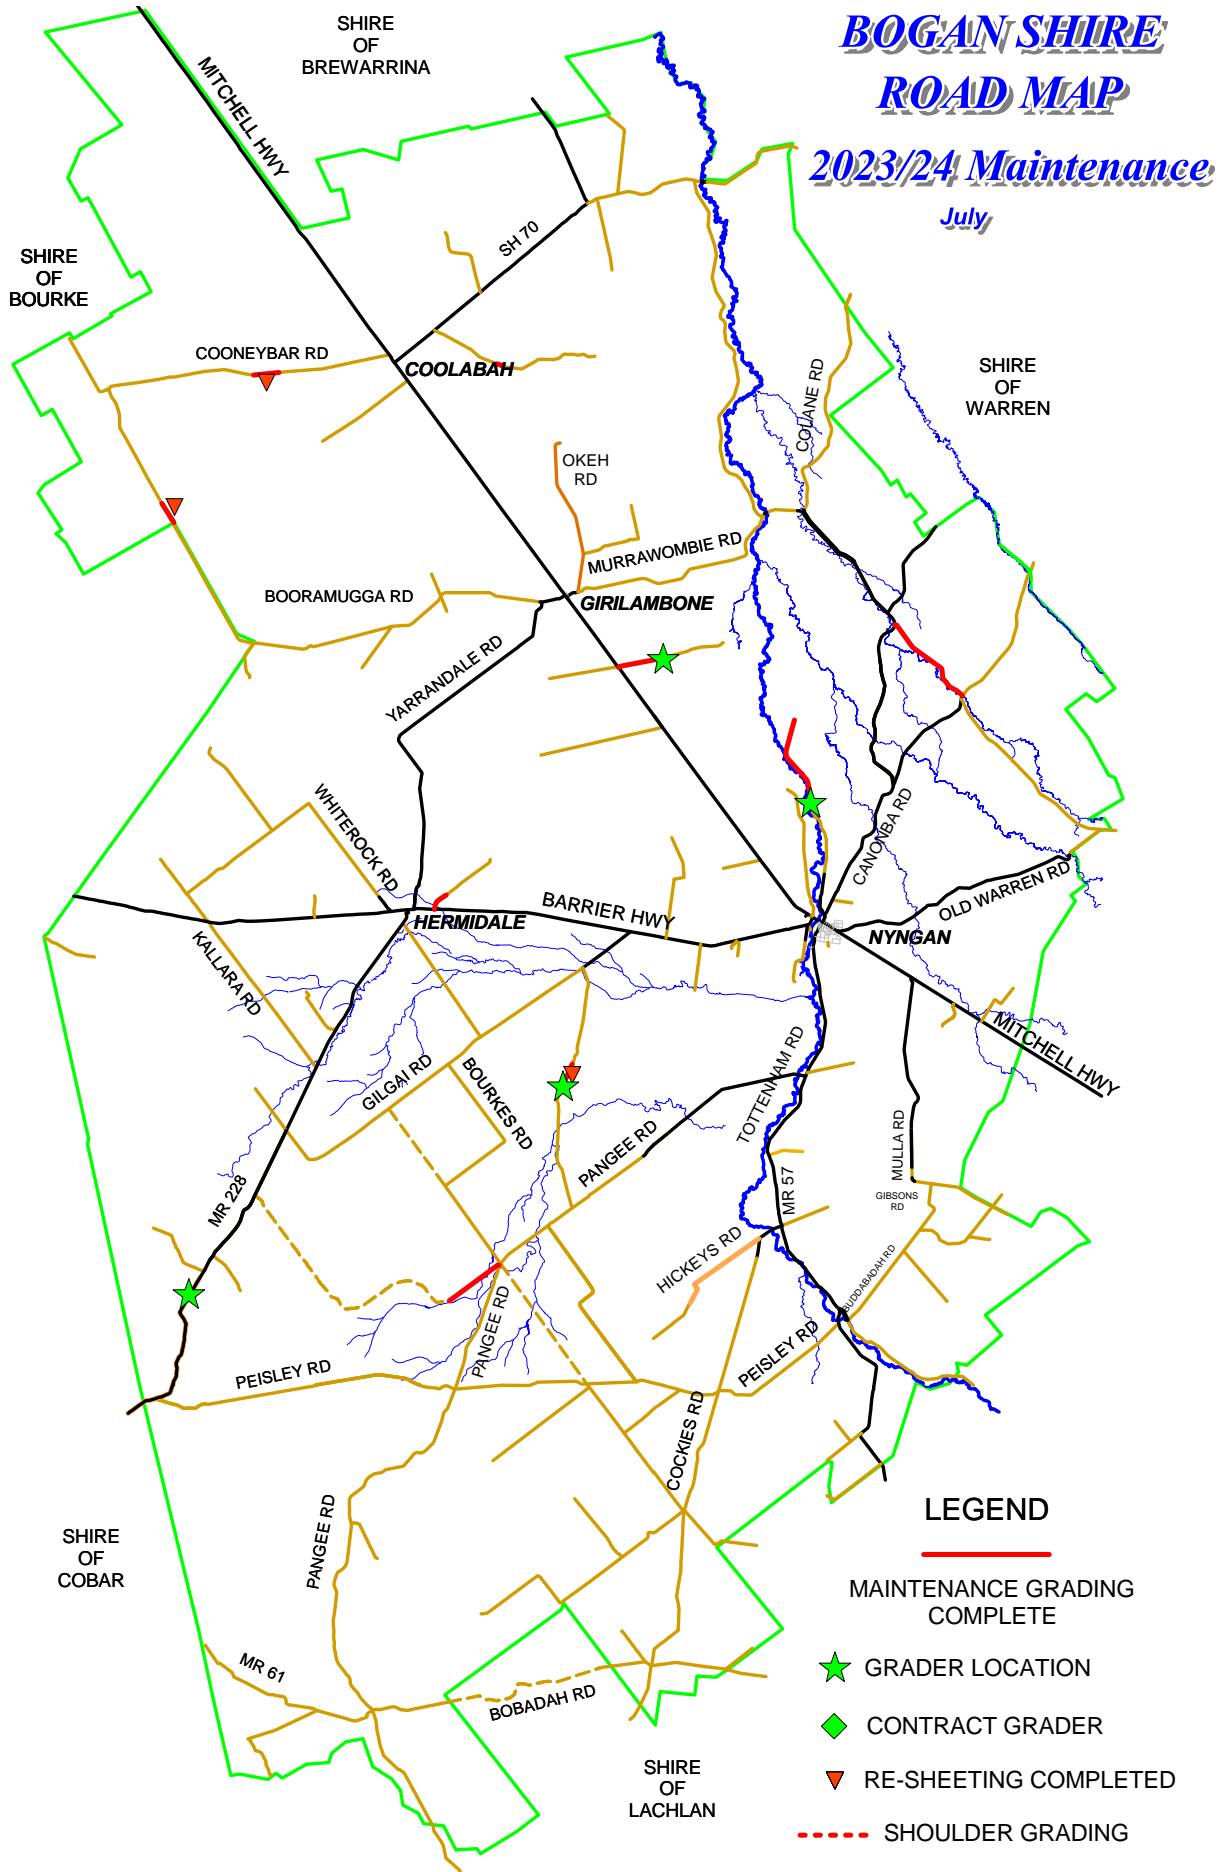 BOGAN SHIRE
ROAD MAP
2023/24 Maintenance
July
SHIRE
OF
BREWARRINA
MITCHELL HWY
SH 70
SHIRE
OF
BOURKE
COONEYBAR RD
COOLABAH
SHIRE
OF
WARREN
COLANE RD
OKEH
RD
MURRAWOMBIE RD
BOORAMUGGA RD
GIRILAMBONE
YARRANDALE RD
WHITEROCK RD
CANONBA RD
OLD WARREN RD
BARRIER HWY
HERMIDALE
NYNGAN
KALLARA RD
MITCHELL HWY
GILGAI RD
BOURKES RD
TOTTENHAM RD
PANGEE RD
MULLA RD
MR 228
MR 57
GIBSONS
RD
HICKEYS RD
BUDDABADAH RD
PANGEE RD
PEISLEY RD
PEISLEY RD
COCKIES RD
PANGEE RD
SHIRE
OF
COBAR
MR 61
BOBADAH RD
SHIRE
OF
LACHLAN
LEGEND
MAINTENANCE GRADING
COMPLETE
GRADER LOCATION
CONTRACT GRADER
RE-SHEETING COMPLETED
SHOULDER GRADING